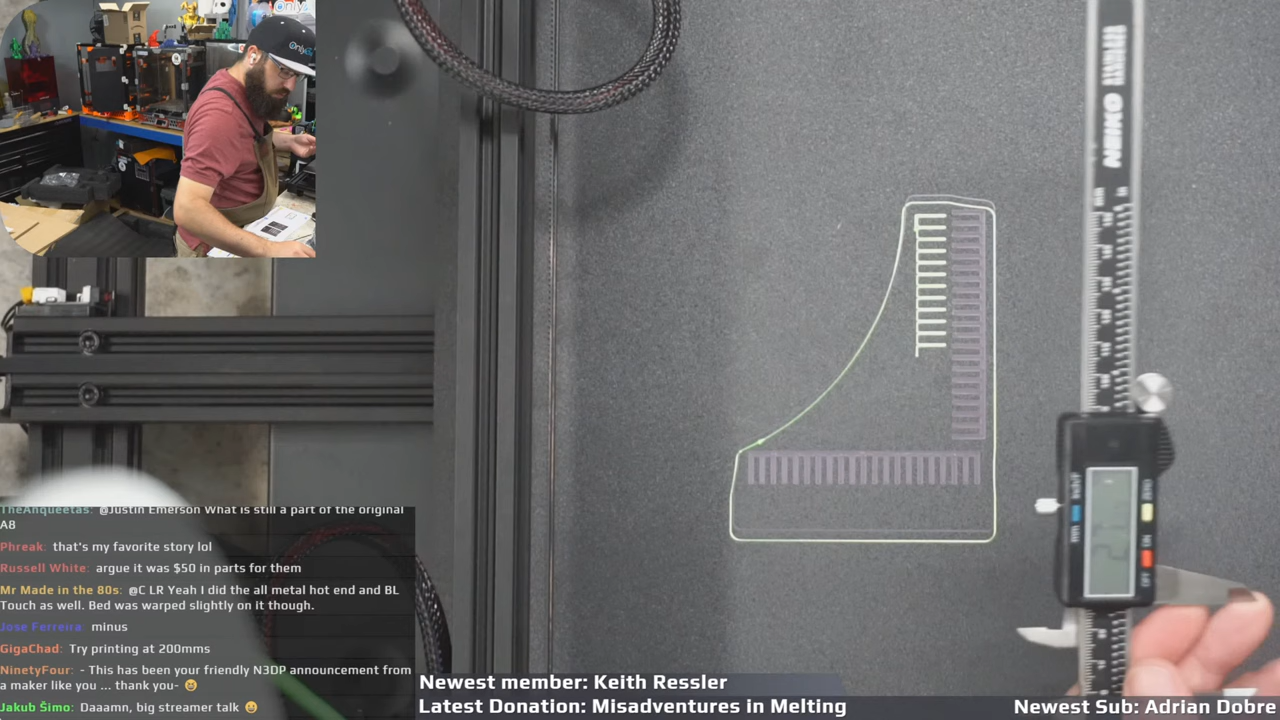 Only
TheAnqueetas: @Justin Emerson What is still a part of the original
A8
Phreak: that's my favorite story lol
Russell White: argue it was $50 in parts for them
Mr Made in the 80s: @C LR Yeah I did the all metal hot end and BL
Touch as well. Bed was warped slightly on it though.
Jose Ferreira: minus
GigaChad: Try printing at 200mms
NinetyFour: - This has been your friendly N3DP announcement from
a maker like you ... thank you- 😆
Jakub Šimo: Daaamn, big streamer talk 😀
NEIKO
Newest member: Keith Ressler
Latest Donation: Misadventures in Melting
Newest Sub: Adrian Dobre